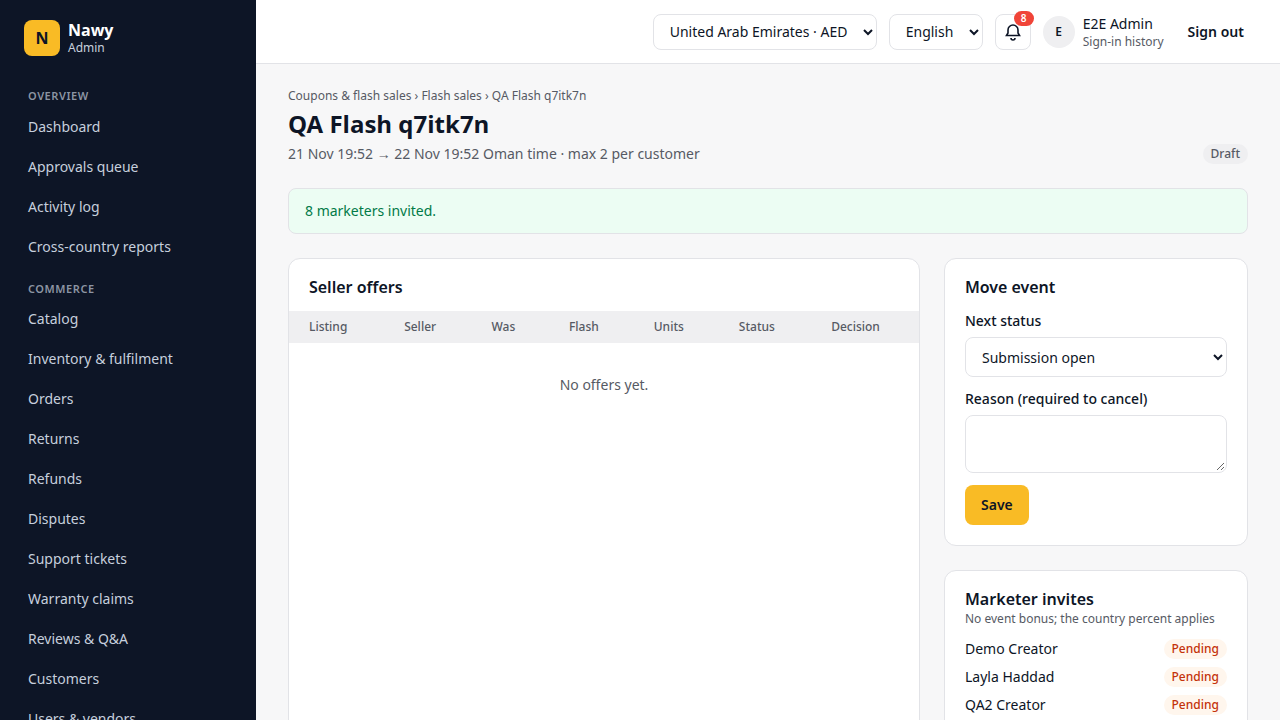 N
Nawy
Admin
United Arab Emirates · AED
English
8
E
E2E Admin
Sign-in history
Sign out
OVERVIEW
Dashboard
Approvals queue
Activity log
Cross-country reports
COMMERCE
Catalog
Inventory & fulfilment
Orders
Returns
Refunds
Disputes
Support tickets
Warranty claims
Reviews & Q&A
Customers
Users & vendors
Coupons & flash sales › Flash sales › QA Flash q7itk7n
QA Flash q7itk7n
21 Nov 19:52 → 22 Nov 19:52 Oman time · max 2 per customer
Draft
8 marketers invited.
Seller offers
Listing Seller Was Flash Units Status Decision
No offers yet.
Move event
Next status
Submission open
Reason (required to cancel)
Save
Marketer invites
No event bonus; the country percent applies
Demo Creator Pending
Layla Haddad Pending
QA2 Creator Pending